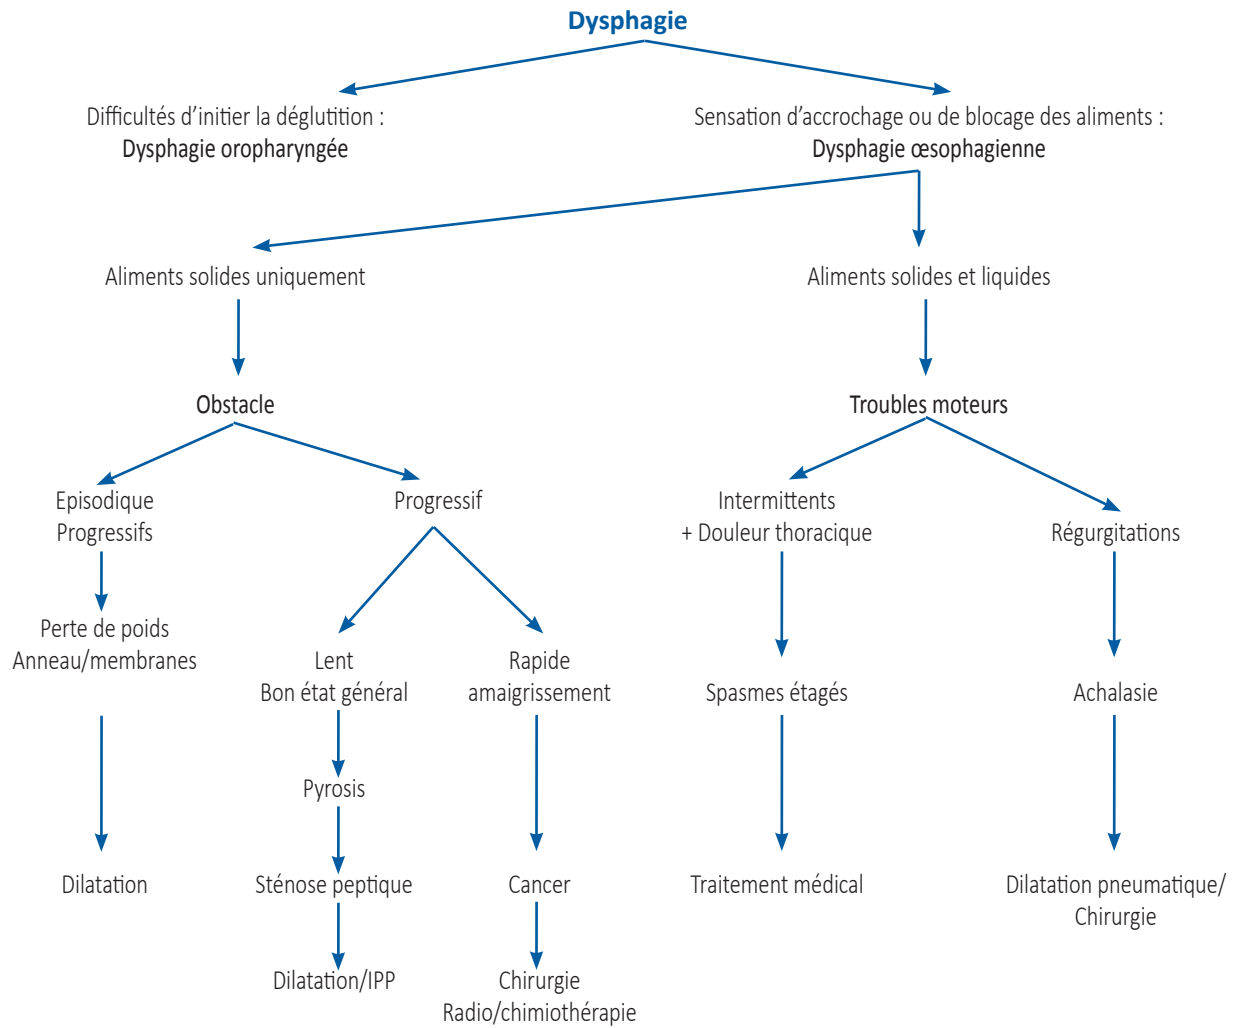 Dysphagie
Difficultés d’initier la déglutition :
Dysphagie oropharyngée
Sensation d’accrochage ou de blocage des aliments :
Dysphagie œsophagienne
Aliments solides uniquement
Aliments solides et liquides
Obstacle
Troubles moteurs
Episodique
Progressifs
Progressif
Intermittents
+ Douleur thoracique
Régurgitations
Perte de poids
Anneau/membranes
Lent
Bon état général
Rapide
amaigrissement
Spasmes étagés
Achalasie
Pyrosis
Dilatation
Sténose peptique
Cancer
Traitement médical
Dilatation pneumatique/
Chirurgie
Dilatation/IPP
Chirurgie
Radio/chimiothérapie